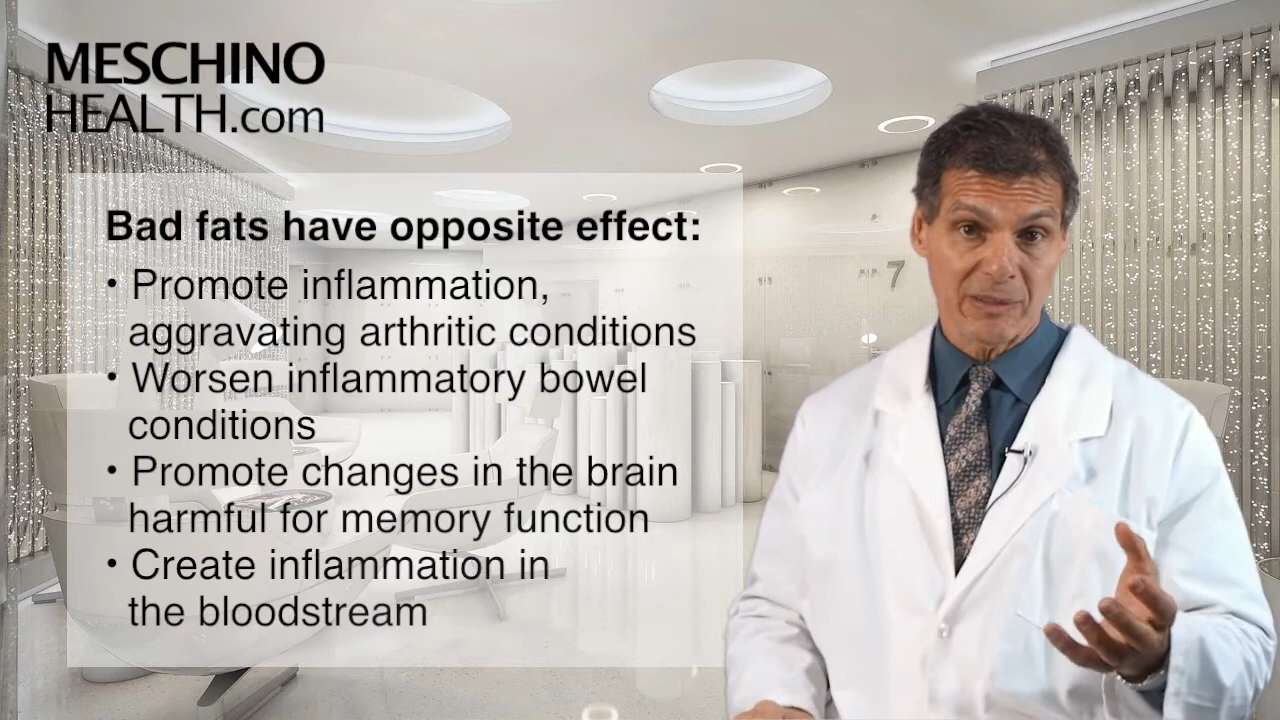 MESCHINO
HEALTH.com
Bad fats have opposite effect:
• Promote inflammation,
aggravating arthritic conditions
• Worsen inflammatory bowel
conditions
• Promote changes in the brain
harmful for memory function
• Create inflammation in
the bloodstream
7